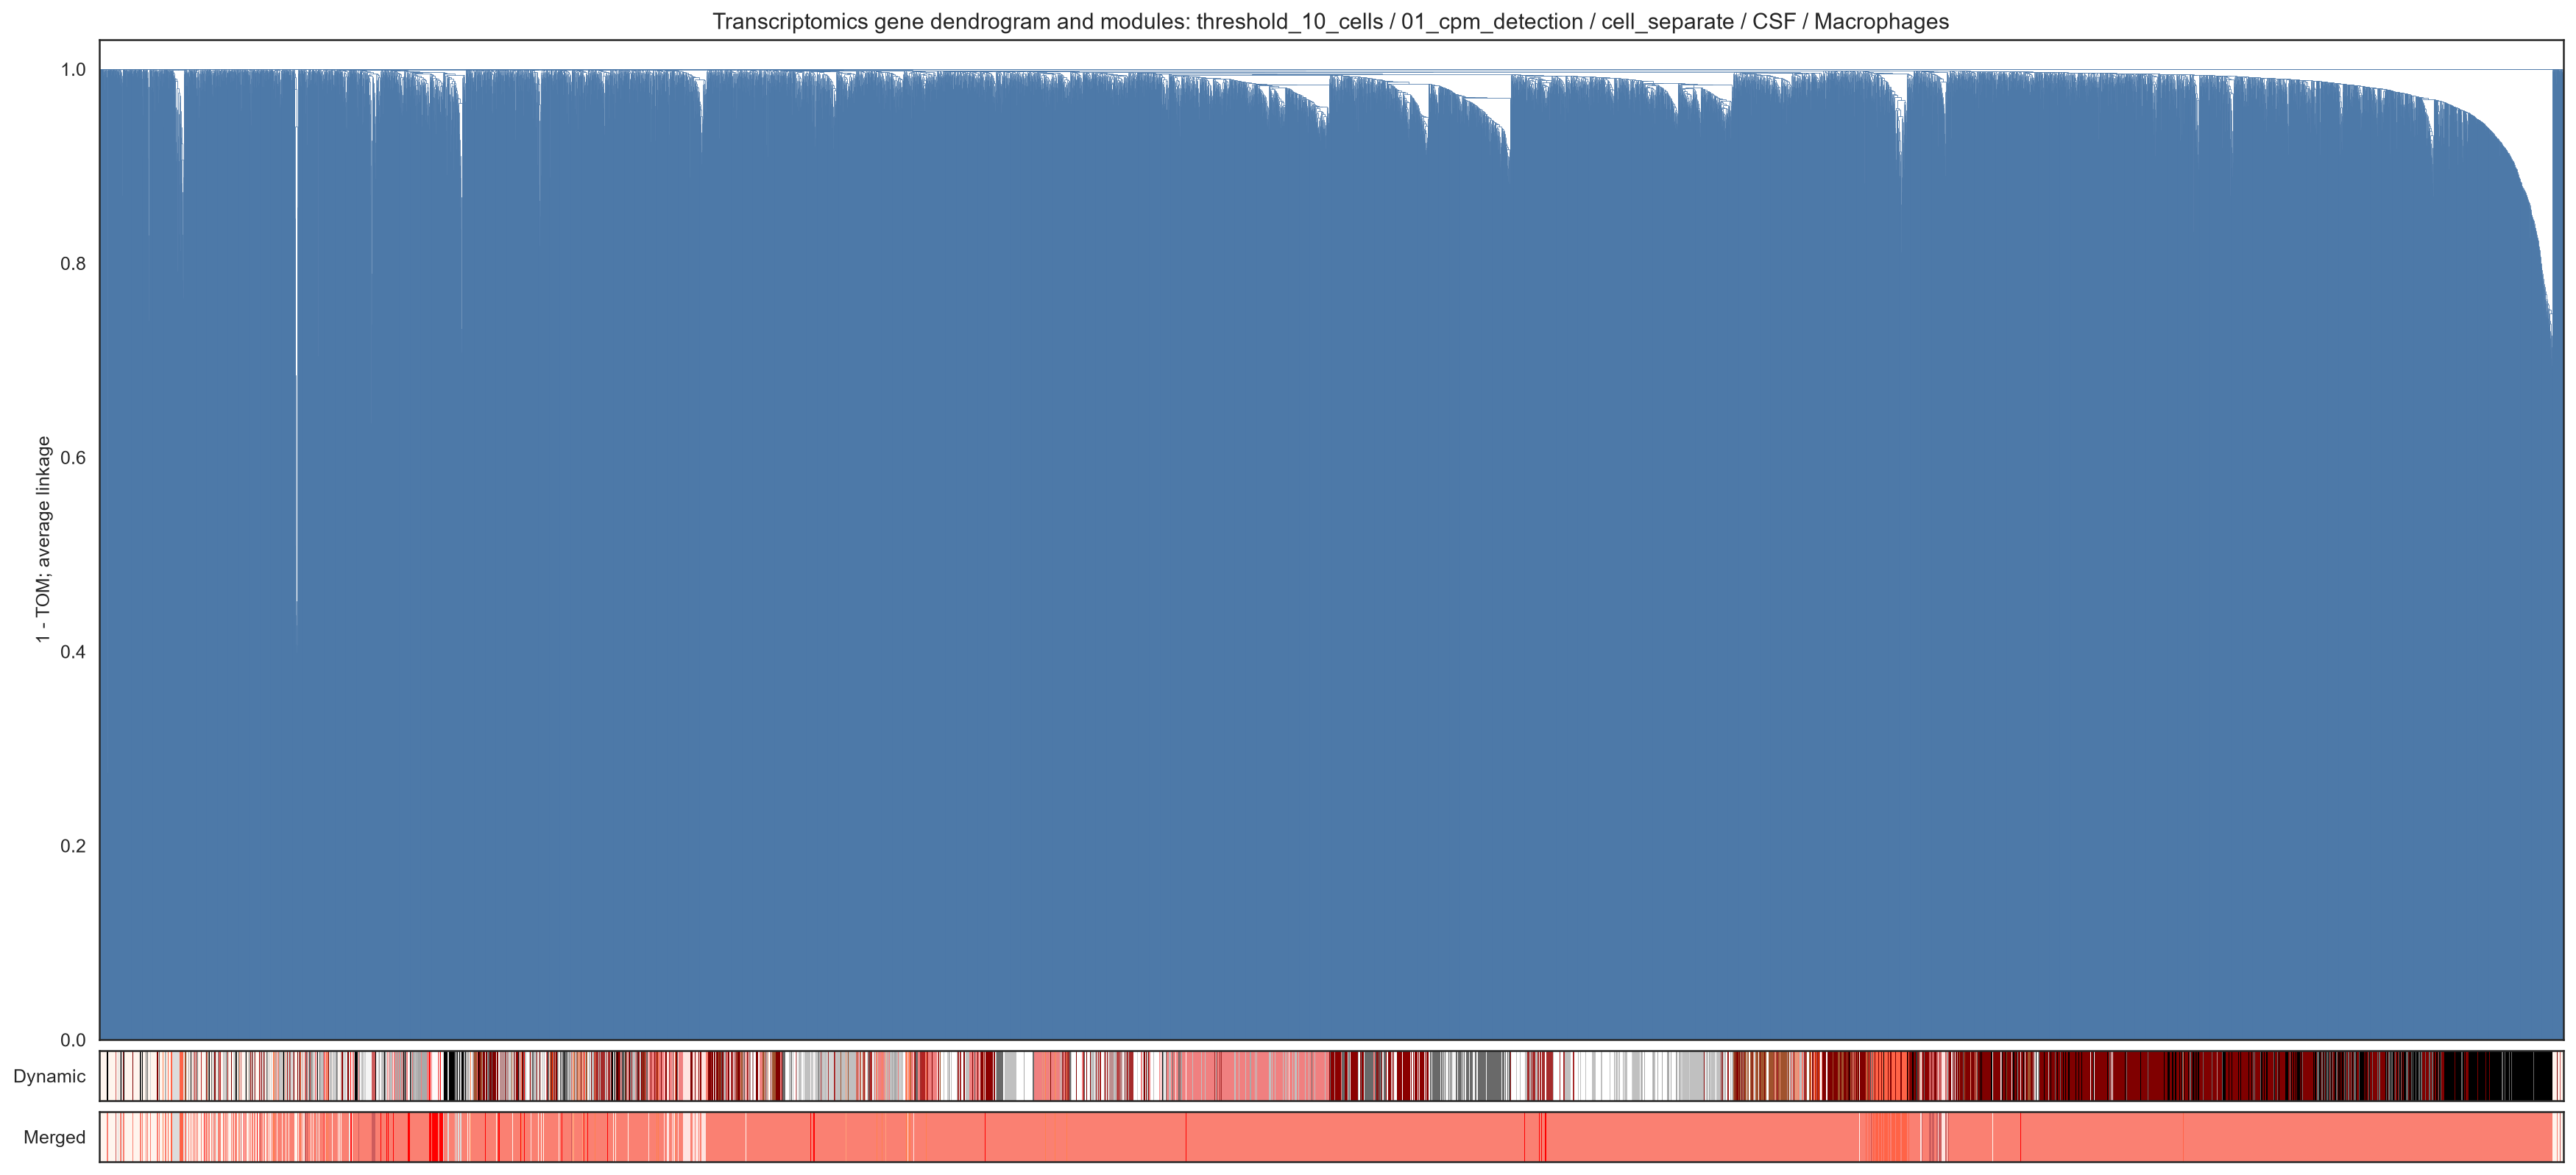 Transcriptomics gene dendrogram and modules: threshold_10_cells / 01_cpm_detection / cell_separate / CSF / Macrophages
1.0
0.8
0.6
0.4
0.2
0.0
1 - TOM; average linkage
Dynamic
Merged